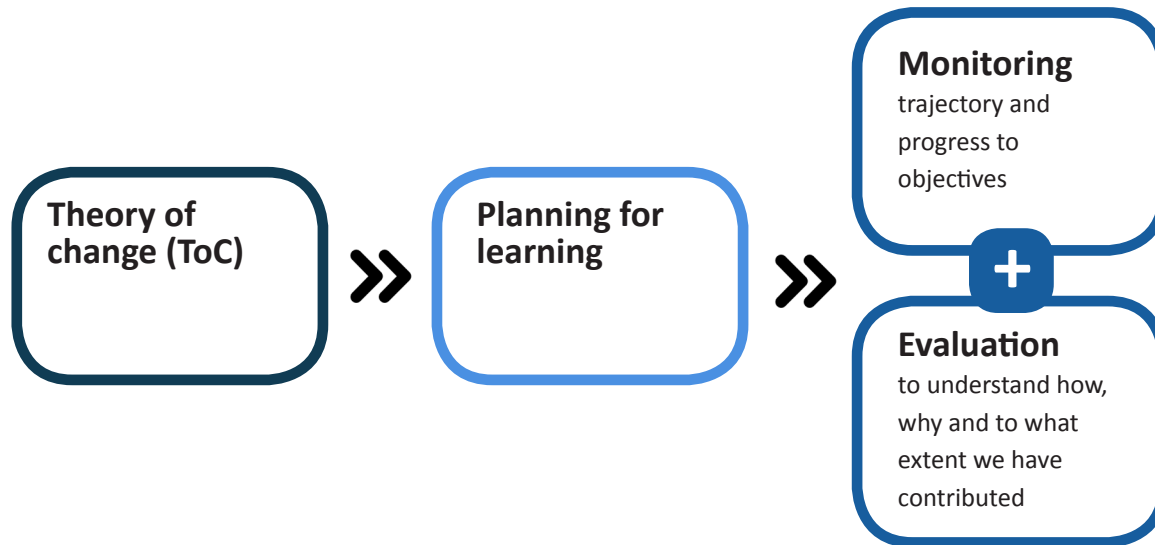 Theory of
change (ToC)
Planning for
learning
Monitoring
trajectory and
progress to
objectives
+
Evaluation
to understand how,
why and to what
extent we have
contributed